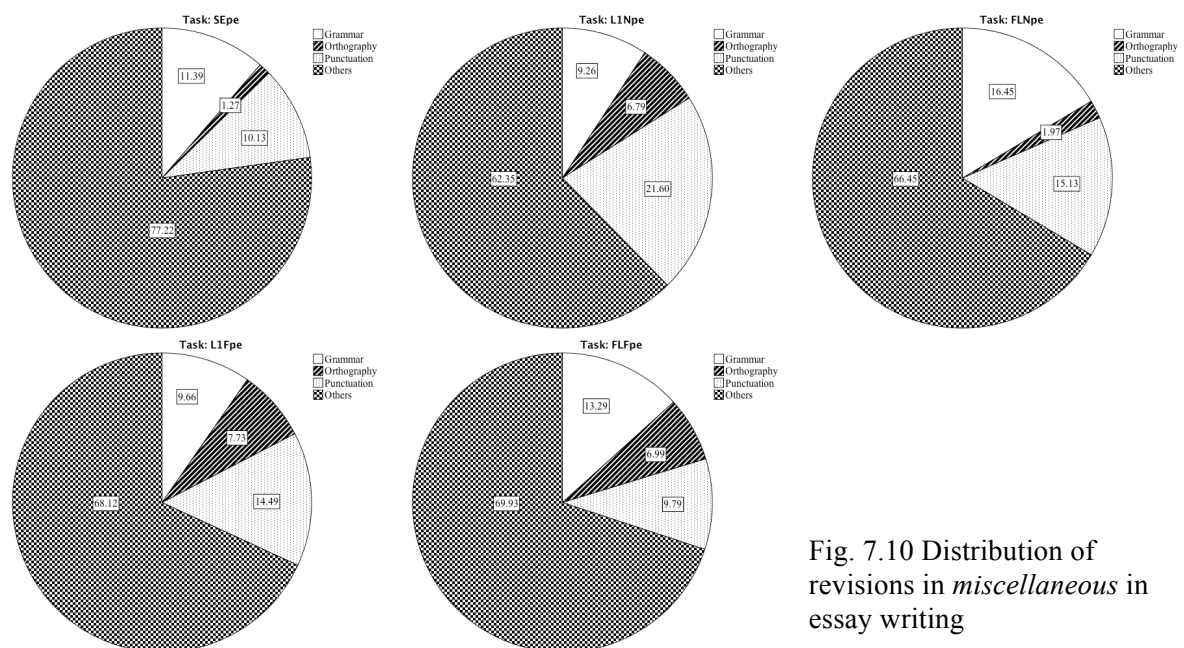 Task: SEpe
Grammar
Orthography
Punctuation
Others
11.39
1.27
10.13
77.22
Task: L1Npe
Grammar
Orthography
Punctuation
Others
9.26
6.79
21.60
62.35
Task: FLNpe
Grammar
Orthography
Punctuation
Others
16.45
1.97
15.13
66.45
Task: L1Fpe
Grammar
Orthography
Punctuation
Others
9.66
7.73
14.49
68.12
Task: FLFpe
Grammar
Orthography
Punctuation
Others
13.29
6.99
9.79
69.93
Fig. 7.10 Distribution of
revisions in miscellaneous in
essay writing